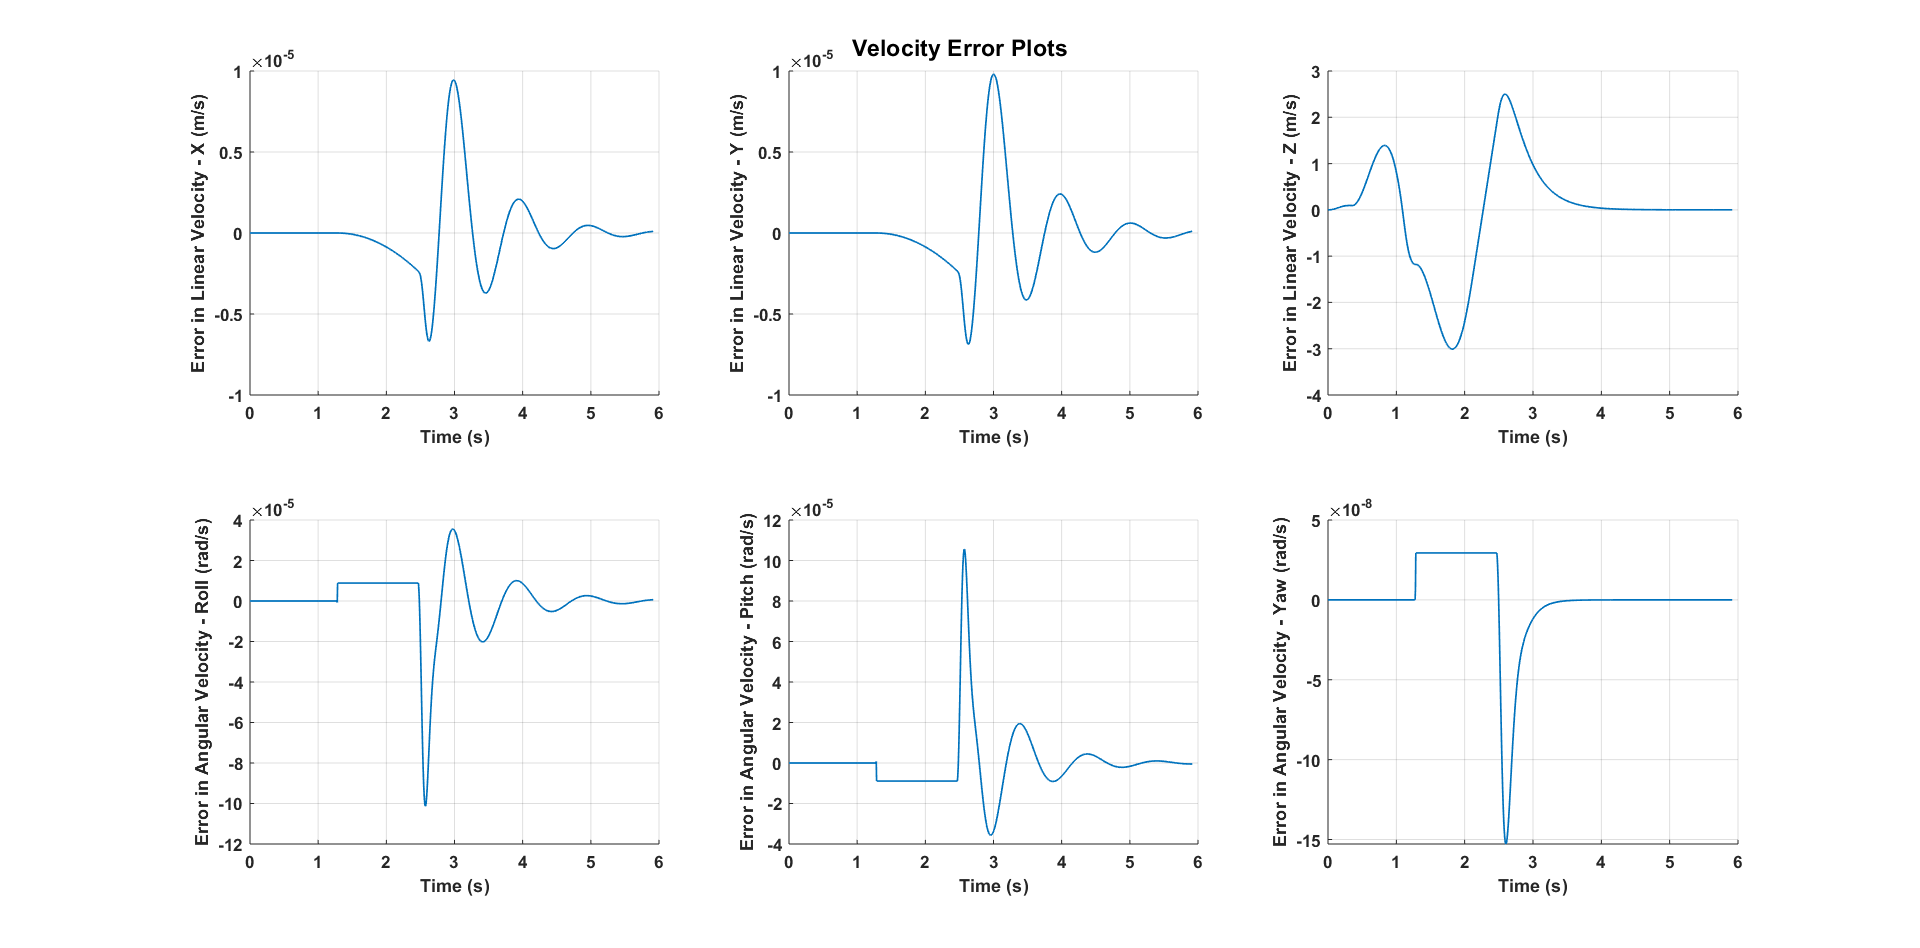 Velocity Error Plots
×10-5
1
0.5
0
-0.5
-1
0 1 2 3 4 5 6
Time (s)
Error in Linear Velocity - X (m/s)
×10-5
1
0.5
0
-0.5
-1
0 1 2 3 4 5 6
Time (s)
Error in Linear Velocity - Y (m/s)
3
2
1
0
-1
-2
-3
-4
0 1 2 3 4 5 6
Time (s)
Error in Linear Velocity - Z (m/s)
×10-5
4
2
0
-2
-4
-6
-8
-10
-12
0 1 2 3 4 5 6
Time (s)
Error in Angular Velocity - Roll (rad/s)
×10-5
12
10
8
6
4
2
0
-2
-4
0 1 2 3 4 5 6
Time (s)
Error in Angular Velocity - Pitch (rad/s)
×10-8
5
0
-5
-10
-15
0 1 2 3 4 5 6
Time (s)
Error in Angular Velocity - Yaw (rad/s)